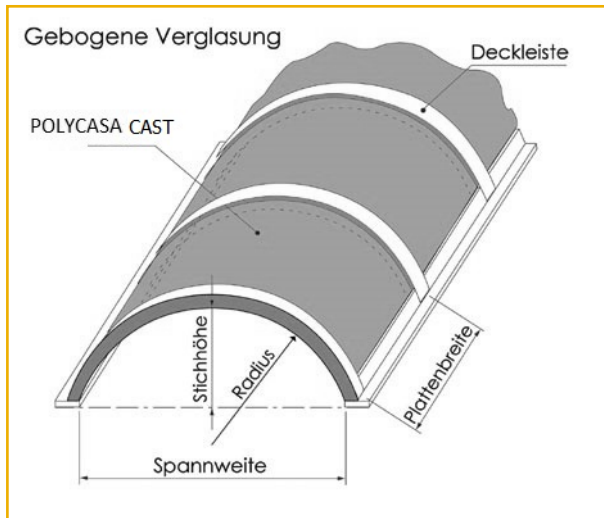 Gebogene Verglasung
Deckleiste
POLYCASA CAST
Stichhöhe
Radius
Plattenbreite
Spannweite